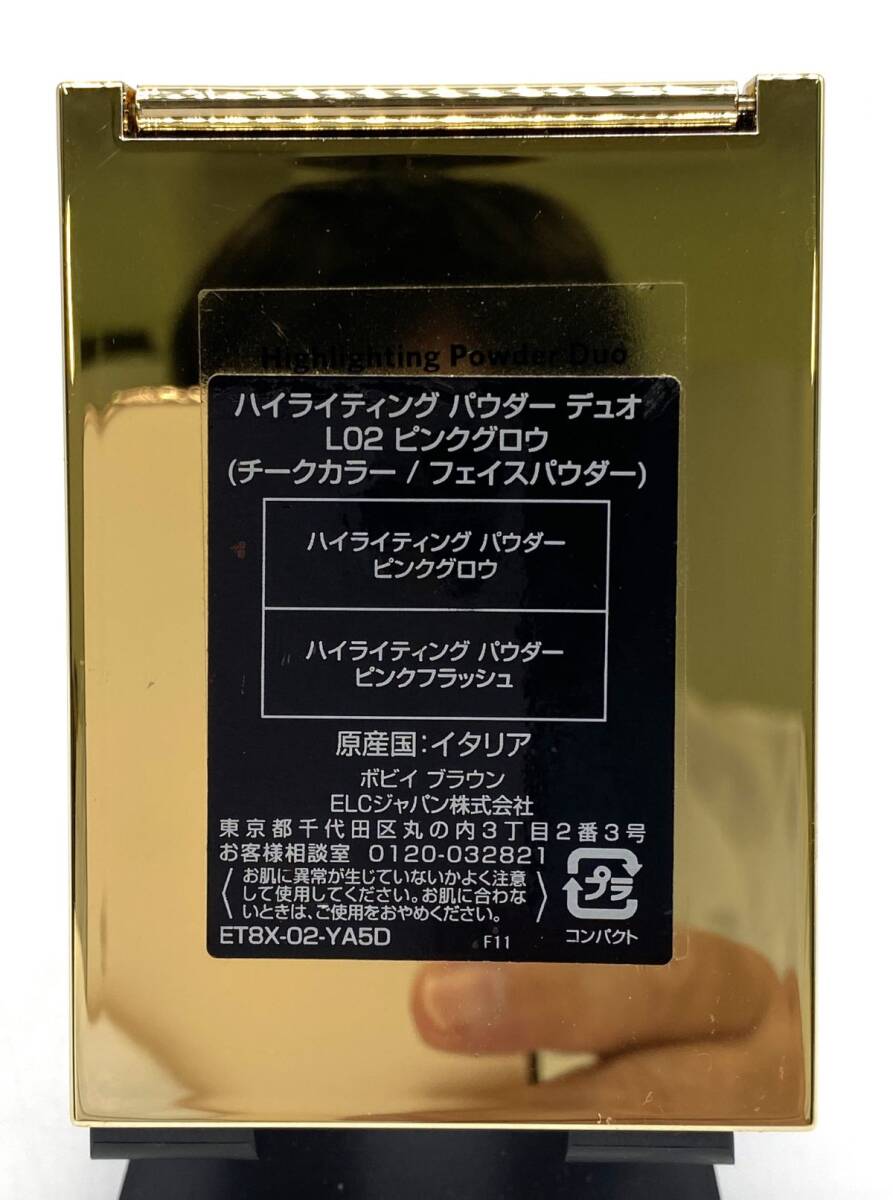 Highlighting Powder Duo
ハイライティング パウダー デュオ
L02 ピンクグロウ
(チークカラー / フェイスパウダー)
ハイライティング パウダー
ピンクグロウ
ハイライティング パウダー
ピンクフラッシュ
原産国:イタリア
ボビイ ブラウン
ELCジャパン株式会社
東京都千代田区丸の内3丁目2番3号
お客様相談室 0120-032821
〈お肌に異常が生じていないかよく注意
して使用してください。お肌に合わな
いときは、ご使用をおやめください。〉
プラ
コンパクト
ET8X-02-YA5D F11